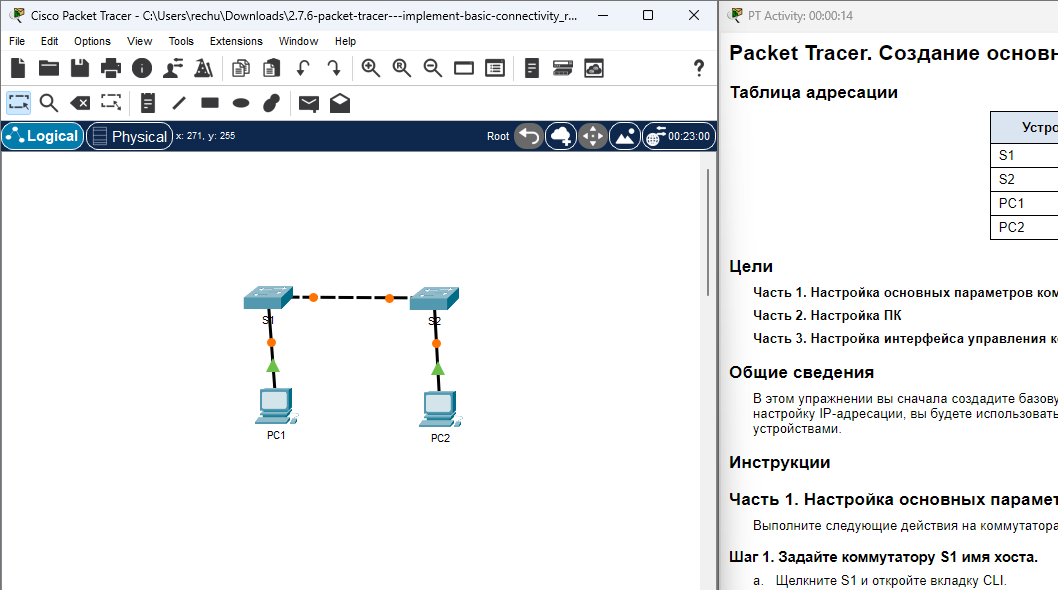 Cisco Packet Tracer - C:\Users\rechu\Downloads\2.7.6-packet-tracer---implement-basic-connectivity_r...
File Edit Options View Tools Extensions Window Help
?
Logical Physical x: 271, y: 255 Root 00:23:00
S1 S2
PC1 PC2
PT Activity: 00:00:14
Packet Tracer. Создание основн
Таблица адресации
Устро
S1
S2
PC1
PC2
Цели
Часть 1. Настройка основных параметров ком
Часть 2. Настройка ПК
Часть 3. Настройка интерфейса управления к
Общие сведения
В этом упражнении вы сначала создадите базову
настройку IP-адресации, вы будете использовать
устройствами.
Инструкции
Часть 1. Настройка основных парамет
Выполните следующие действия на коммутатора
Шаг 1. Задайте коммутатору S1 имя хоста.
a. Щелкните S1 и откройте вкладку CLI.